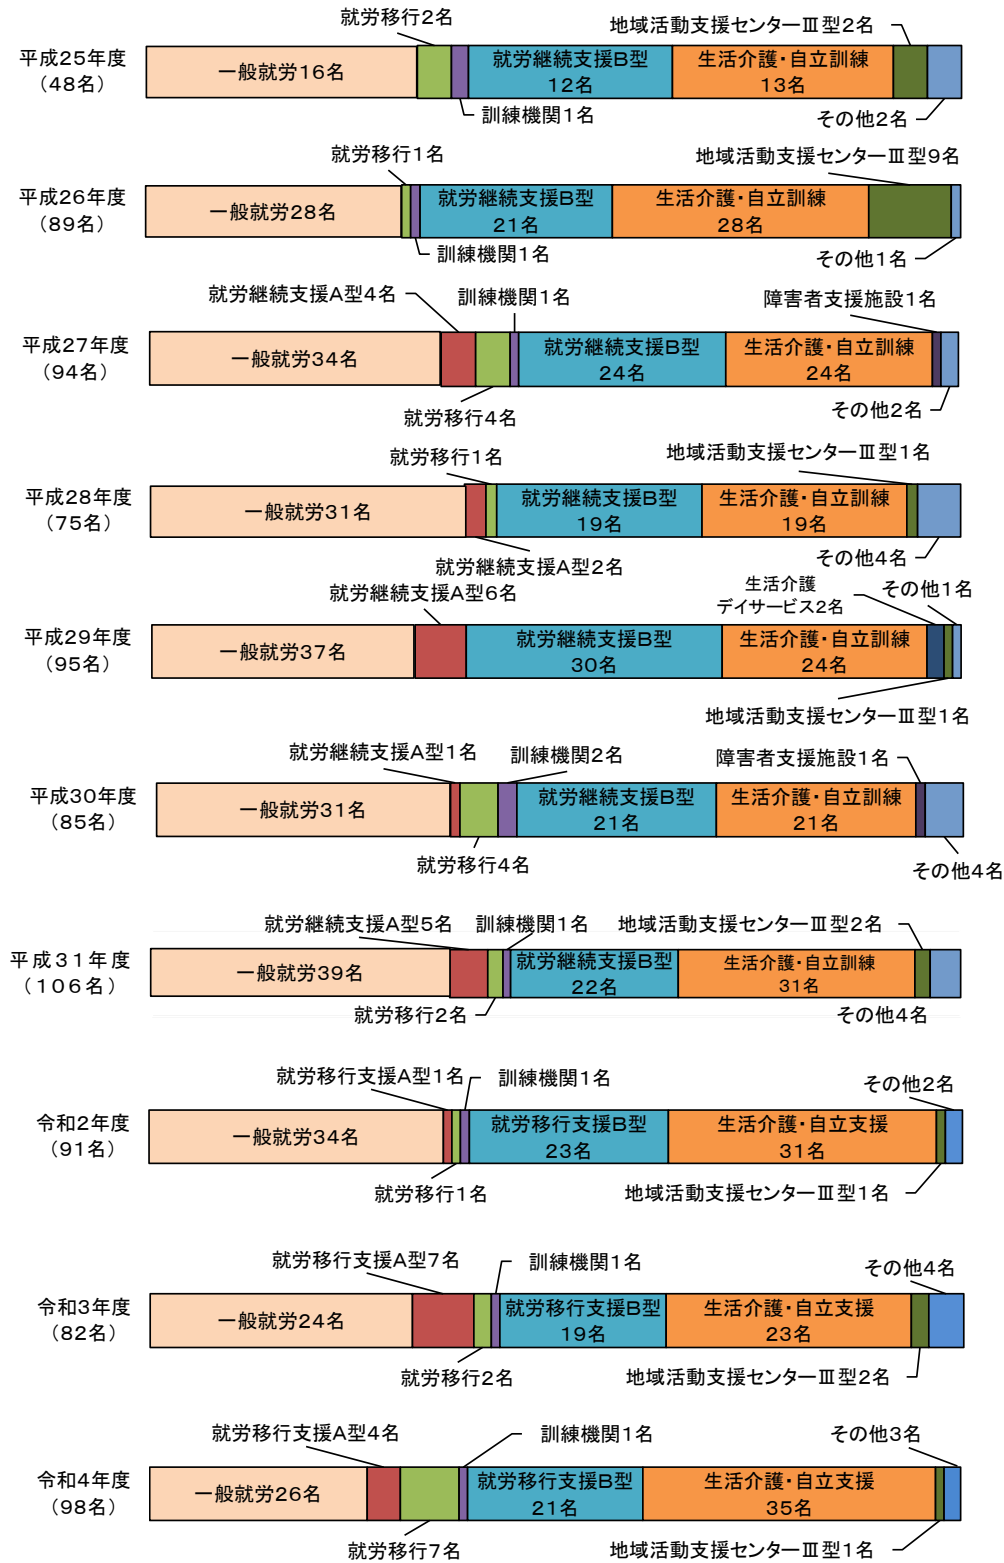 就労移行2名
地域活動支援センターⅢ型2名
平成25年度
（48名）
一般就労16名
就労継続支援B型
12名
生活介護・自立訓練
13名
訓練機関1名
その他2名
就労移行1名
地域活動支援センターⅢ型9名
平成26年度
（89名）
一般就労28名
就労継続支援B型
21名
生活介護・自立訓練
28名
訓練機関1名
その他1名
就労継続支援A型4名
訓練機関1名
障害者支援施設1名
平成27年度
（94名）
一般就労34名
就労継続支援B型
24名
生活介護・自立訓練
24名
就労移行4名
その他2名
就労移行1名
地域活動支援センターⅢ型1名
平成28年度
（75名）
一般就労31名
就労継続支援B型
19名
生活介護・自立訓練
19名
就労継続支援A型2名
その他4名
就労継続支援A型6名
生活介護
デイサービス2名
その他1名
平成29年度
（95名）
一般就労37名
就労継続支援B型
30名
生活介護・自立訓練
24名
地域活動支援センターⅢ型1名
就労継続支援A型1名
訓練機関2名
障害者支援施設1名
平成30年度
（85名）
一般就労31名
就労継続支援B型
21名
生活介護・自立訓練
21名
就労移行4名
その他4名
就労継続支援A型5名
訓練機関1名
地域活動支援センターⅢ型2名
平成31年度
（106名）
一般就労39名
就労継続支援B型
22名
生活介護・自立訓練
31名
就労移行2名
その他4名
就労移行支援A型1名
訓練機関1名
その他2名
令和2年度
（91名）
一般就労34名
就労移行支援B型
23名
生活介護・自立支援
31名
就労移行1名
地域活動支援センターⅢ型1名
就労移行支援A型7名
訓練機関1名
その他4名
令和3年度
（82名）
一般就労24名
就労移行支援B型
19名
生活介護・自立支援
23名
就労移行2名
地域活動支援センターⅢ型2名
就労移行支援A型4名
訓練機関1名
その他3名
令和4年度
（98名）
一般就労26名
就労移行支援B型
21名
生活介護・自立支援
35名
就労移行7名
地域活動支援センターⅢ型1名